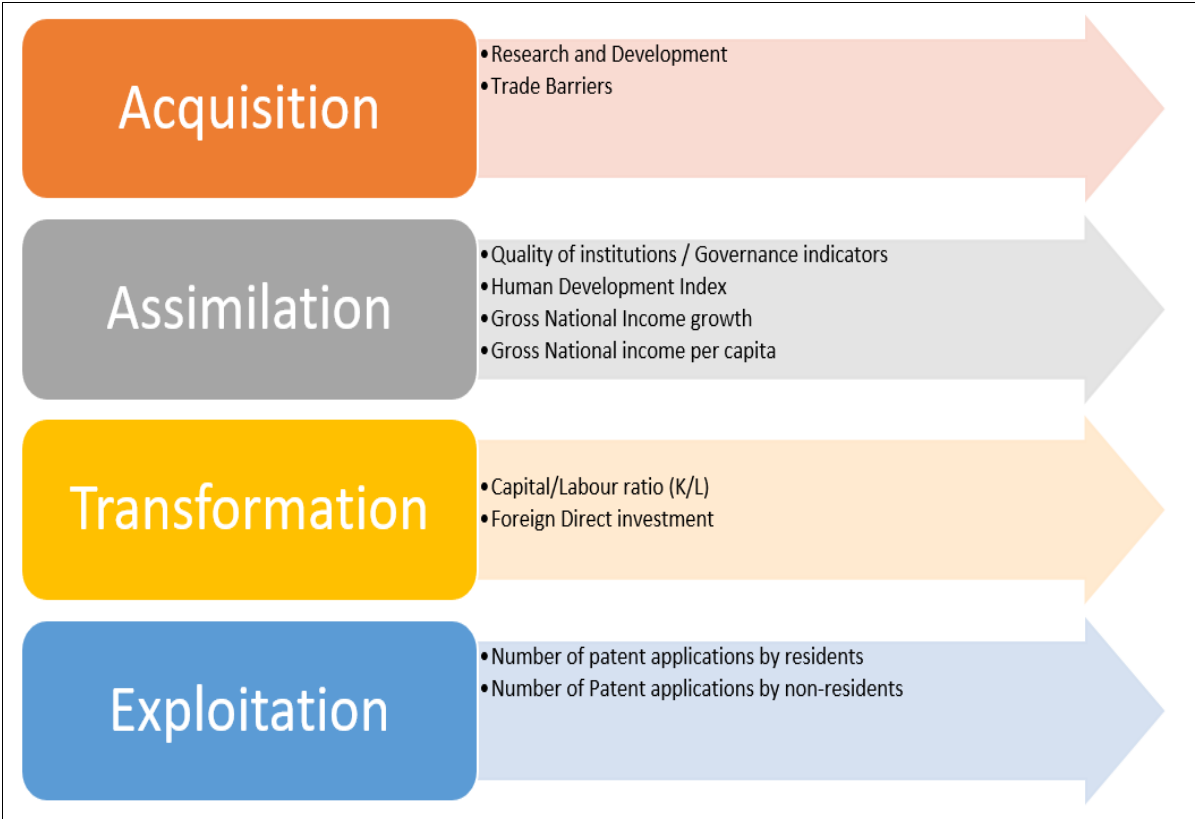 Acquisition
•Research and Development
•Trade Barriers
Assimilation
•Quality of institutions / Governance indicators
•Human Development Index
•Gross National Income growth
•Gross National income per capita
Transformation
•Capital/Labour ratio (K/L)
•Foreign Direct investment
Exploitation
•Number of patent applications by residents
•Number of Patent applications by non-residents